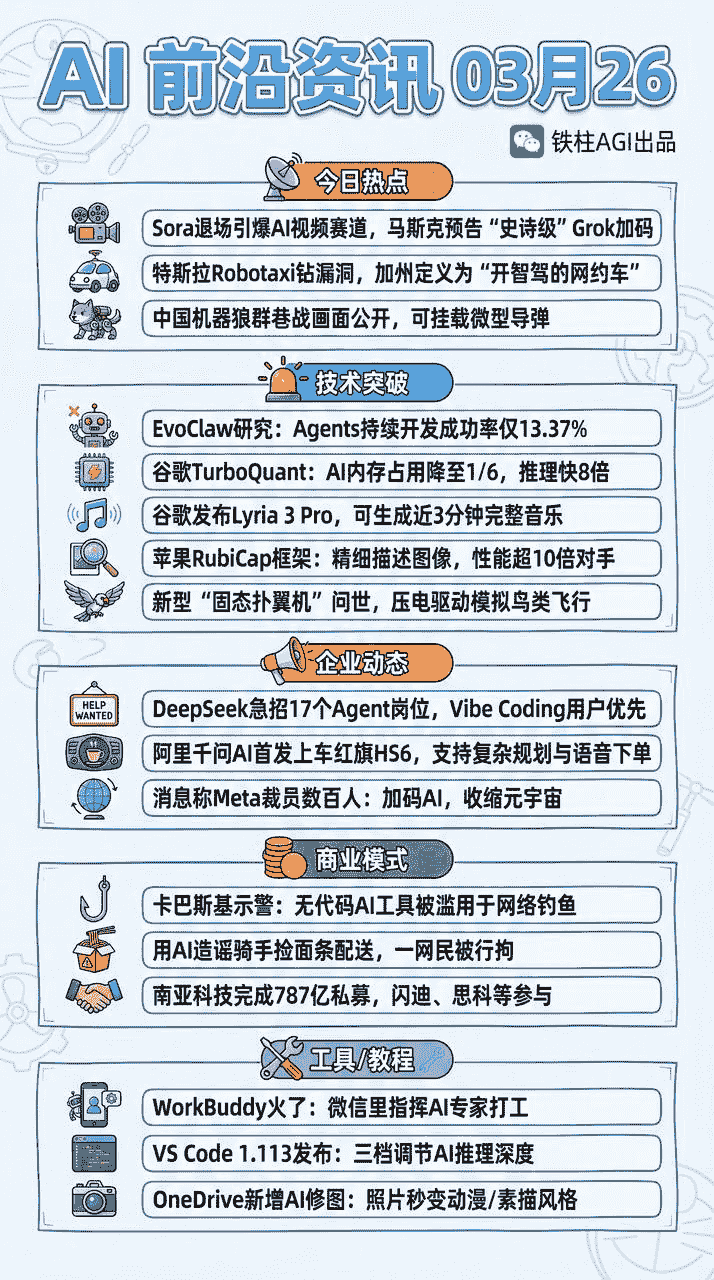 AI 前沿资讯 03月26
铁柱AGI出品
今日热点
Sora退场引爆AI视频赛道，马斯克预告“史诗级”Grok加码
特斯拉Robotaxi钻漏洞，加州定义为“开智驾的网约车”
中国机器狼群巷战画面公开，可挂载微型导弹
技术突破
EvoClaw研究：Agents持续开发成功率仅13.37%
谷歌TurboQuant：AI内存占用降至1/6，推理快8倍
谷歌发布Lyria 3 Pro，可生成近3分钟完整音乐
苹果RubiCap框架：精细描述图像，性能超10倍对手
新型“固态扑翼机”问世，压电驱动模拟鸟类飞行
企业动态
HELP
WANTED
DeepSeek急招17个Agent岗位，Vibe Coding用户优先
阿里千问AI首发上车红旗HS6，支持复杂规划与语音下单
消息称Meta裁员数百人：加码AI，收缩元宇宙
商业模式
卡巴斯基示警：无代码AI工具被滥用于网络钓鱼
用AI造谣骑手捡面条配送，一网民被行拘
南亚科技完成787亿私募，闪迪、思科等参与
工具/教程
WorkBuddy火了：微信里指挥AI专家打工
VS Code 1.113发布：三档调节AI推理深度
OneDrive新增AI修图：照片秒变动漫/素描风格